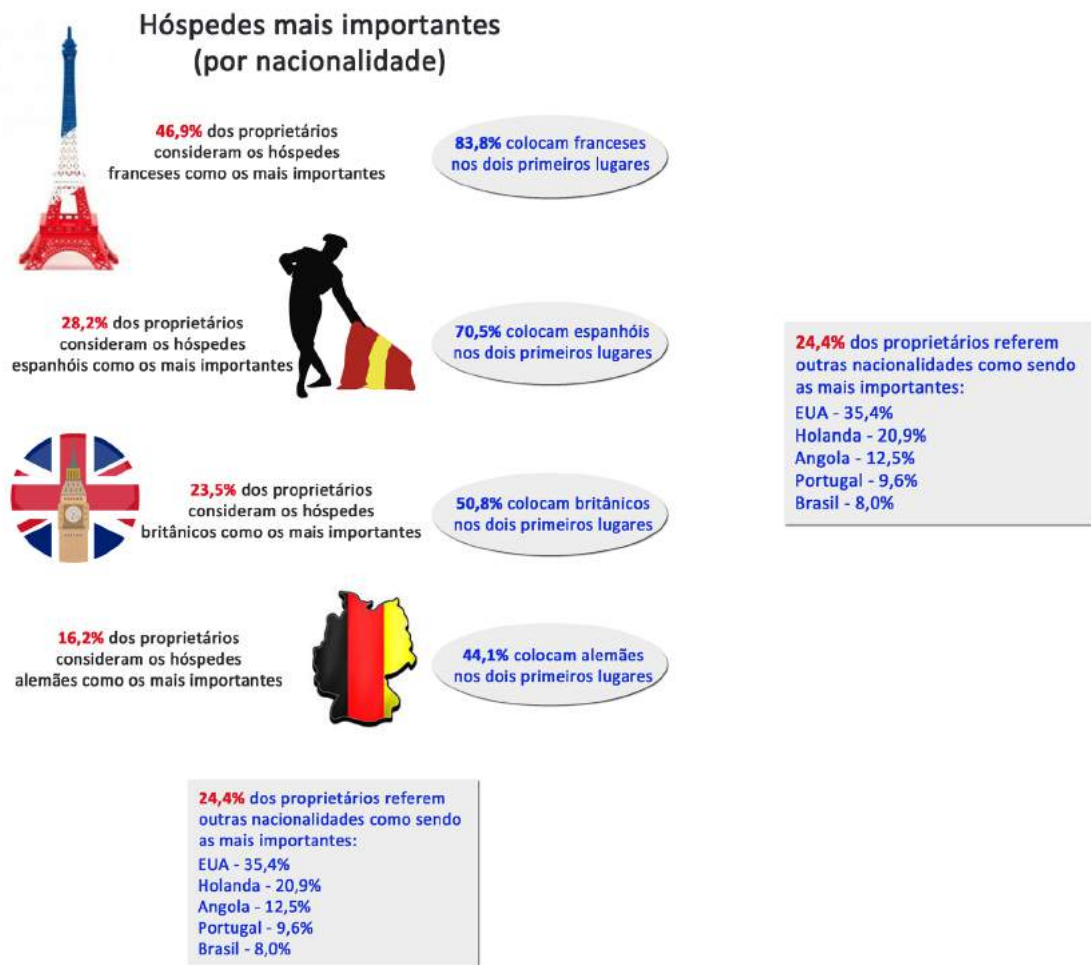 Hóspedes mais importantes
(por nacionalidade)
46,9% dos proprietários
consideram os hóspedes
franceses como os mais importantes
83,8% colocam franceses
nos dois primeiros lugares
28,2% dos proprietários
consideram os hóspedes
espanhóis como os mais importantes
70,5% colocam espanhóis
nos dois primeiros lugares
24,4% dos proprietários referem
outras nacionalidades como sendo
as mais importantes:
EUA - 35,4%
Holanda - 20,9%
Angola - 12,5%
Portugal - 9,6%
Brasil - 8,0%
23,5% dos proprietários
consideram os hóspedes
britânicos como os mais importantes
50,8% colocam britânicos
nos dois primeiros lugares
16,2% dos proprietários
consideram os hóspedes
alemães como os mais importantes
44,1% colocam alemães
nos dois primeiros lugares
24,4% dos proprietários referem
outras nacionalidades como sendo
as mais importantes:
EUA - 35,4%
Holanda - 20,9%
Angola - 12,5%
Portugal - 9,6%
Brasil - 8,0%